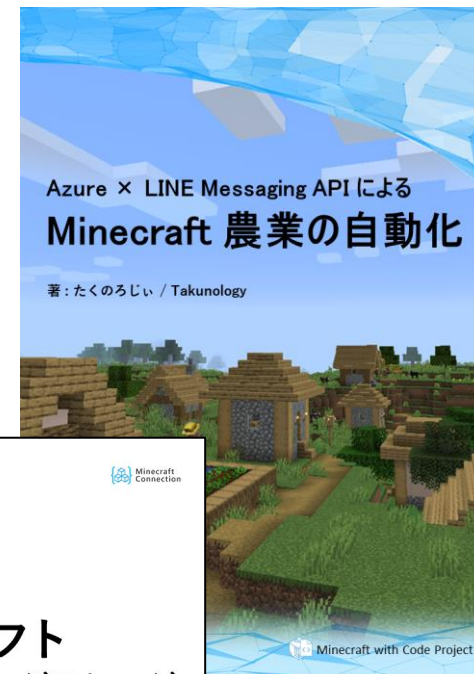 Azure × LINE Messaging API による
Minecraft 農業の自動化
著 : たくのろじぃ / Takunology
Minecraft
Connection
フト
Minecraft with Code Project